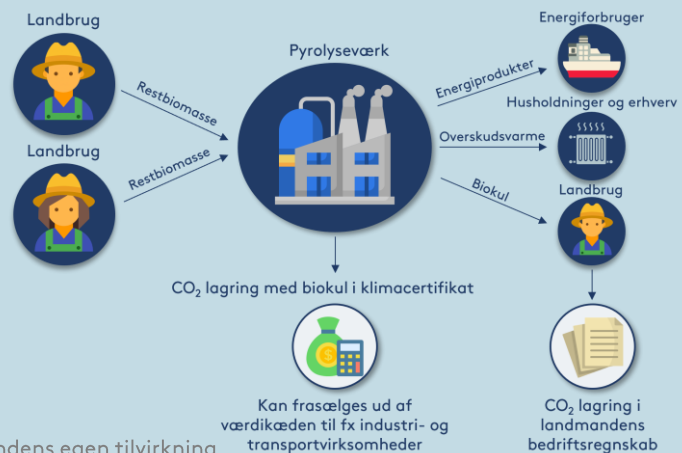 Landbrug
Restbiomasse
Landbrug
Restbiomasse
Pyrolyseværk
Energiprodukter
Energiforbruger
Overskudsvarme
Husholdninger og erhverv
Biokul
Landbrug
CO₂ lagring med biokul i klimacertifikat
$
Kan frasælges ud af
værdikæden til fx industri- og
transportvirksomheder
CO₂ lagring i
landmandens
bedriftsregnskab
egen tilvirkning